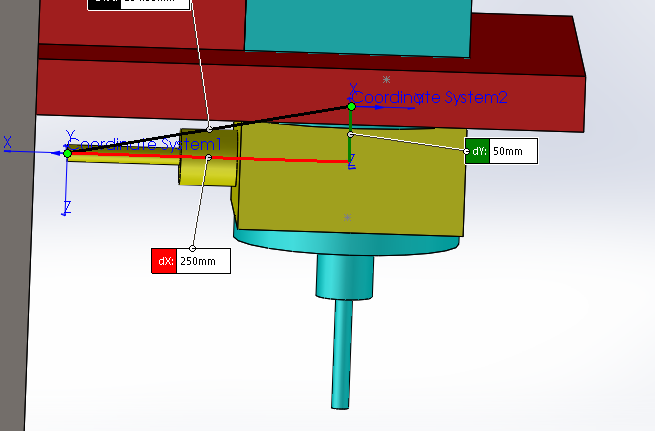 X
Coordinate System2
Y
Coordinate System1
X
dY: 50mm
Z
Z
dX: 250mm